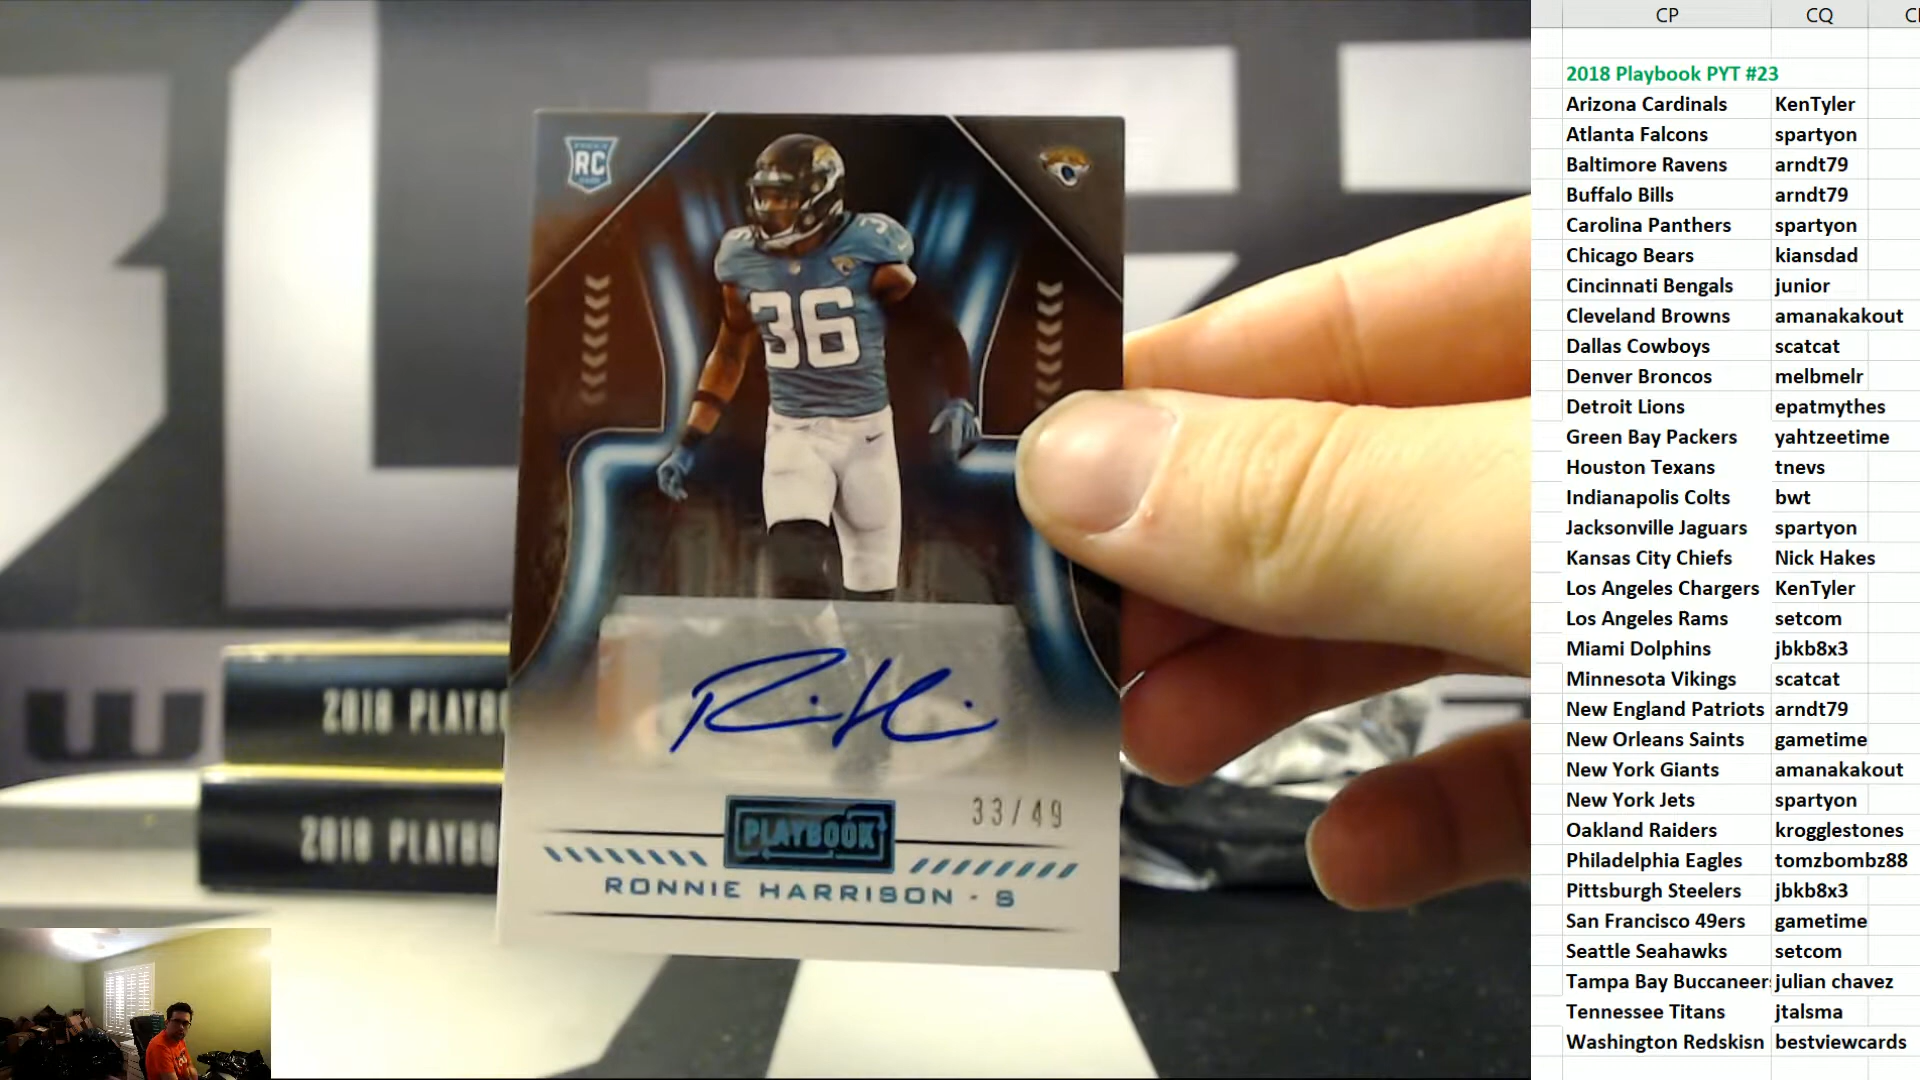 CP CQ
2018 Playbook PYT #23
Arizona Cardinals KenTyler
Atlanta Falcons spartyon
Baltimore Ravens arndt79
Buffalo Bills arndt79
Carolina Panthers spartyon
Chicago Bears kiansdad
Cincinnati Bengals junior
Cleveland Browns amanakakout
Dallas Cowboys scatcat
Denver Broncos melbmelr
Detroit Lions epatmythes
Green Bay Packers yahtzeetime
Houston Texans tnevs
Indianapolis Colts bwt
Jacksonville Jaguars spartyon
Kansas City Chiefs Nick Hakes
Los Angeles Chargers KenTyler
Los Angeles Rams setcom
Miami Dolphins jbkb8x3
Minnesota Vikings scatcat
New England Patriots arndt79
New Orleans Saints gametime
New York Giants amanakakout
New York Jets spartyon
Oakland Raiders krogglestones
Philadelphia Eagles tomzbombz88
Pittsburgh Steelers jbkb8x3
San Francisco 49ers gametime
Seattle Seahawks setcom
Tampa Bay Buccaneers julian chavez
Tennessee Titans jtalsma
Washington Redskisn bestviewcards
RC
36
36
33/49
PLAYBOOK
RONNIE HARRISON - S
2018 PLAYBO
2018 PLAYBO